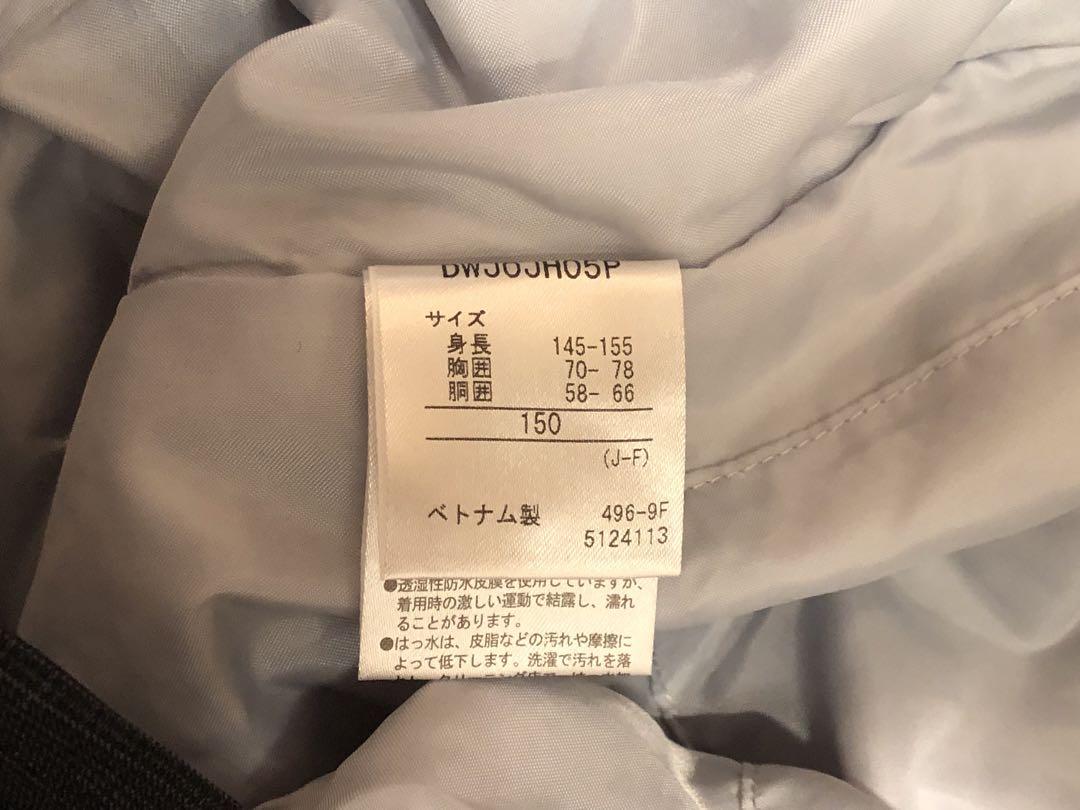 サイズ
身長 145-155
胸囲 70- 78
胴囲 58- 66
150
(J-F)
ベトナム製 496-9F
5124113
●透湿性防水皮膜を使用していますが、
着用時の激しい運動で結露し、濡れ
ることがあります。
●はっ水は、皮脂などの汚れや摩擦に
よって低下します。洗濯で汚れを落